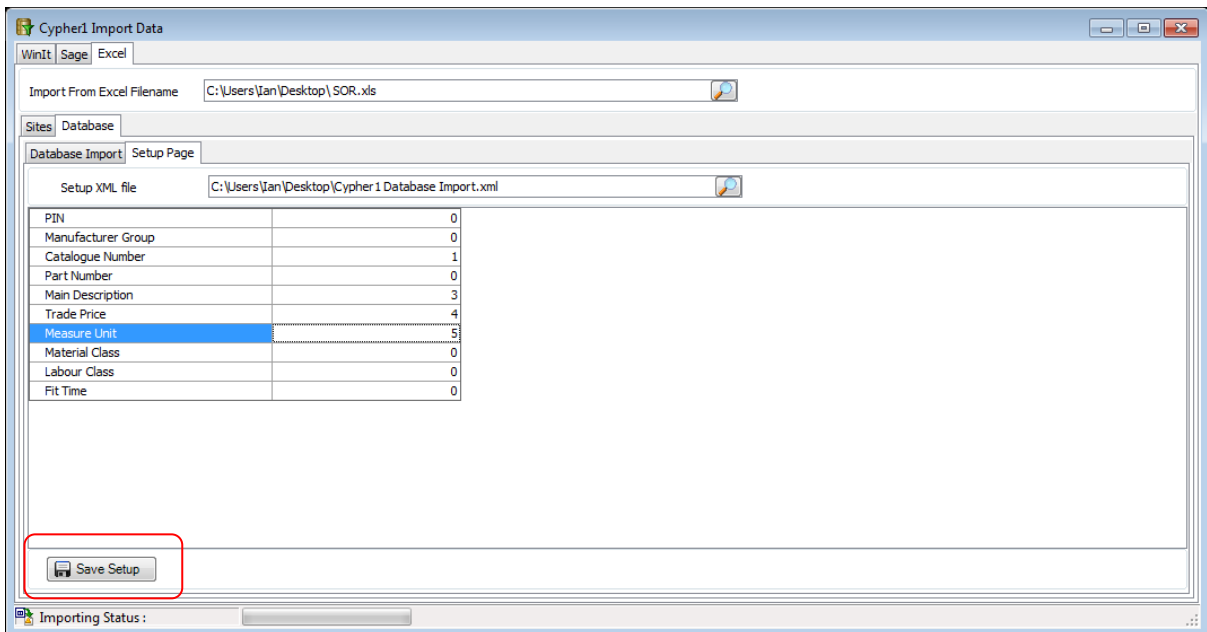 Cypher1 Import Data
WinIt Sage Excel
Import From Excel Filename C:\Users\Ian\Desktop\ SOR.xls
Sites Database
Database Import Setup Page
Setup XML file C:\Users\Ian\Desktop\Cypher1 Database Import.xml
PIN 0
Manufacturer Group 0
Catalogue Number 1
Part Number 0
Main Description 3
Trade Price 4
Measure Unit 5
Material Class 0
Labour Class 0
Fit Time 0
Save Setup
Importing Status :